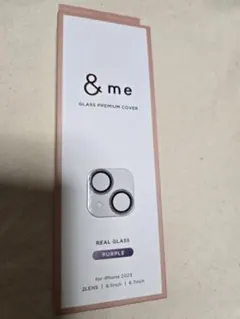 & me
GLASS PREMIUM COVER
REAL GLASS
PURPLE
for iPhone 2023
2LENS | 6.1inch | 6.7inch